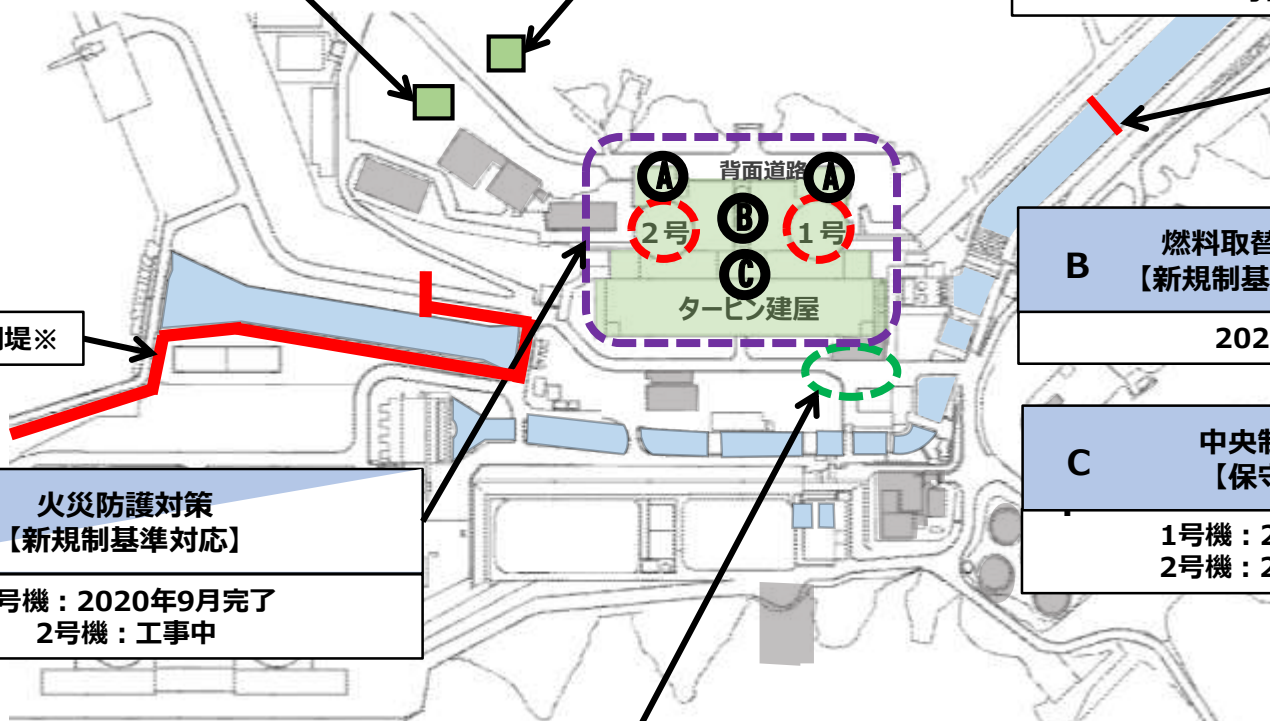 背面道路
A
A
B
2号
1号
C
タービン建屋
堤※
火災防護対策
【新規制基準対応】
号機：2020年9月完了
2号機：工事中
B
燃料取替
【新規制基
202
C
中央制
【保守
1号機：2
2号機：2